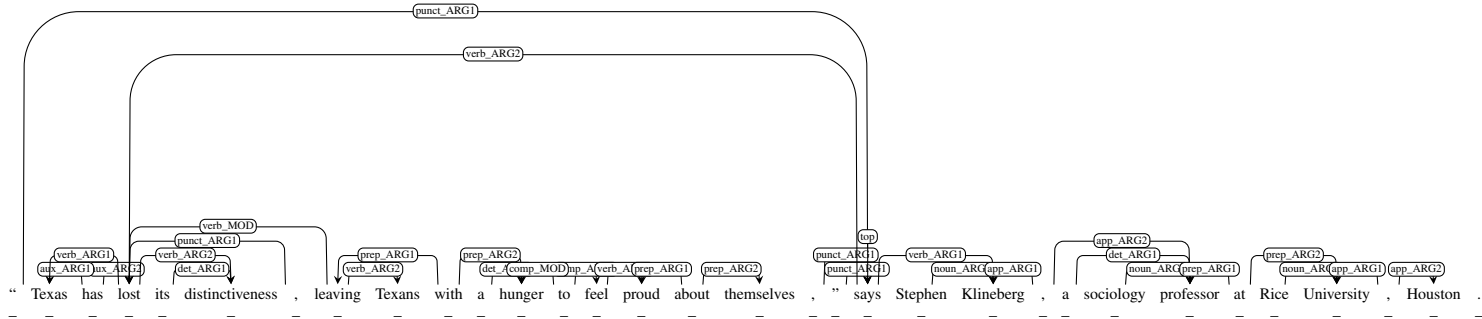 punct_ARG1
verb_ARG2
verb_MOD
punct_ARG1 top app_ARG2
verb_ARG1 verb_ARG2 prep_ARG1 prep_ARG2 punct_ARG1 verb_ARG1 det_ARG1 prep_ARG2
aux_ARG1 det_ARG1 verb_ARG2 comp_MOD prep_ARG1 prep_ARG2 punct_ARG1 app_ARG1 prep_ARG1 app_ARG1 app_ARG2
“ Texas has lost its distinctiveness , leaving Texans with a hunger to feel proud about themselves , ” says Stephen Klineberg , a sociology professor at Rice University , Houston .